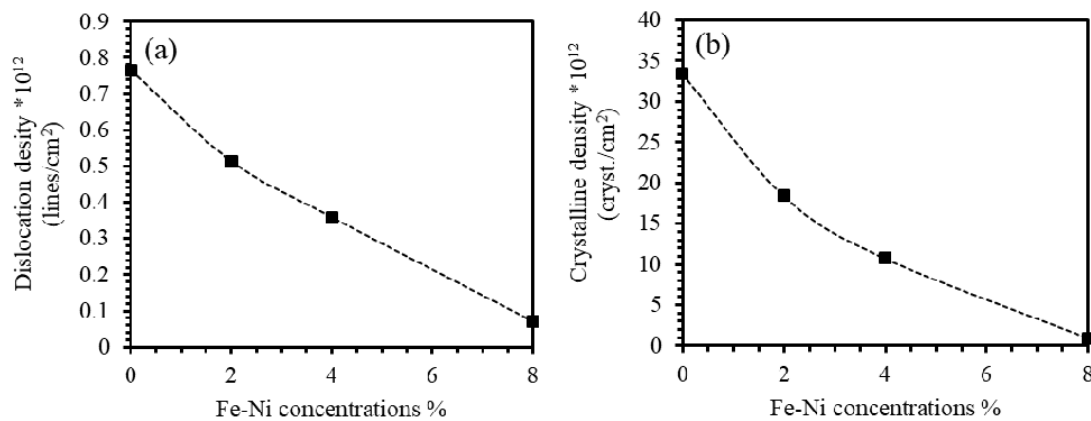 (a)
Dislocation desity * 10¹²
(lines/cm²)
0.9
0.8
0.7
0.6
0.5
0.4
0.3
0.2
0.1
0
0 2 4 6 8
Fe-Ni concentrations %
(b)
Crystalline density *10¹²
(cryst./cm²)
40
35
30
25
20
15
10
5
0
0 2 4 6 8
Fe-Ni concentrations %